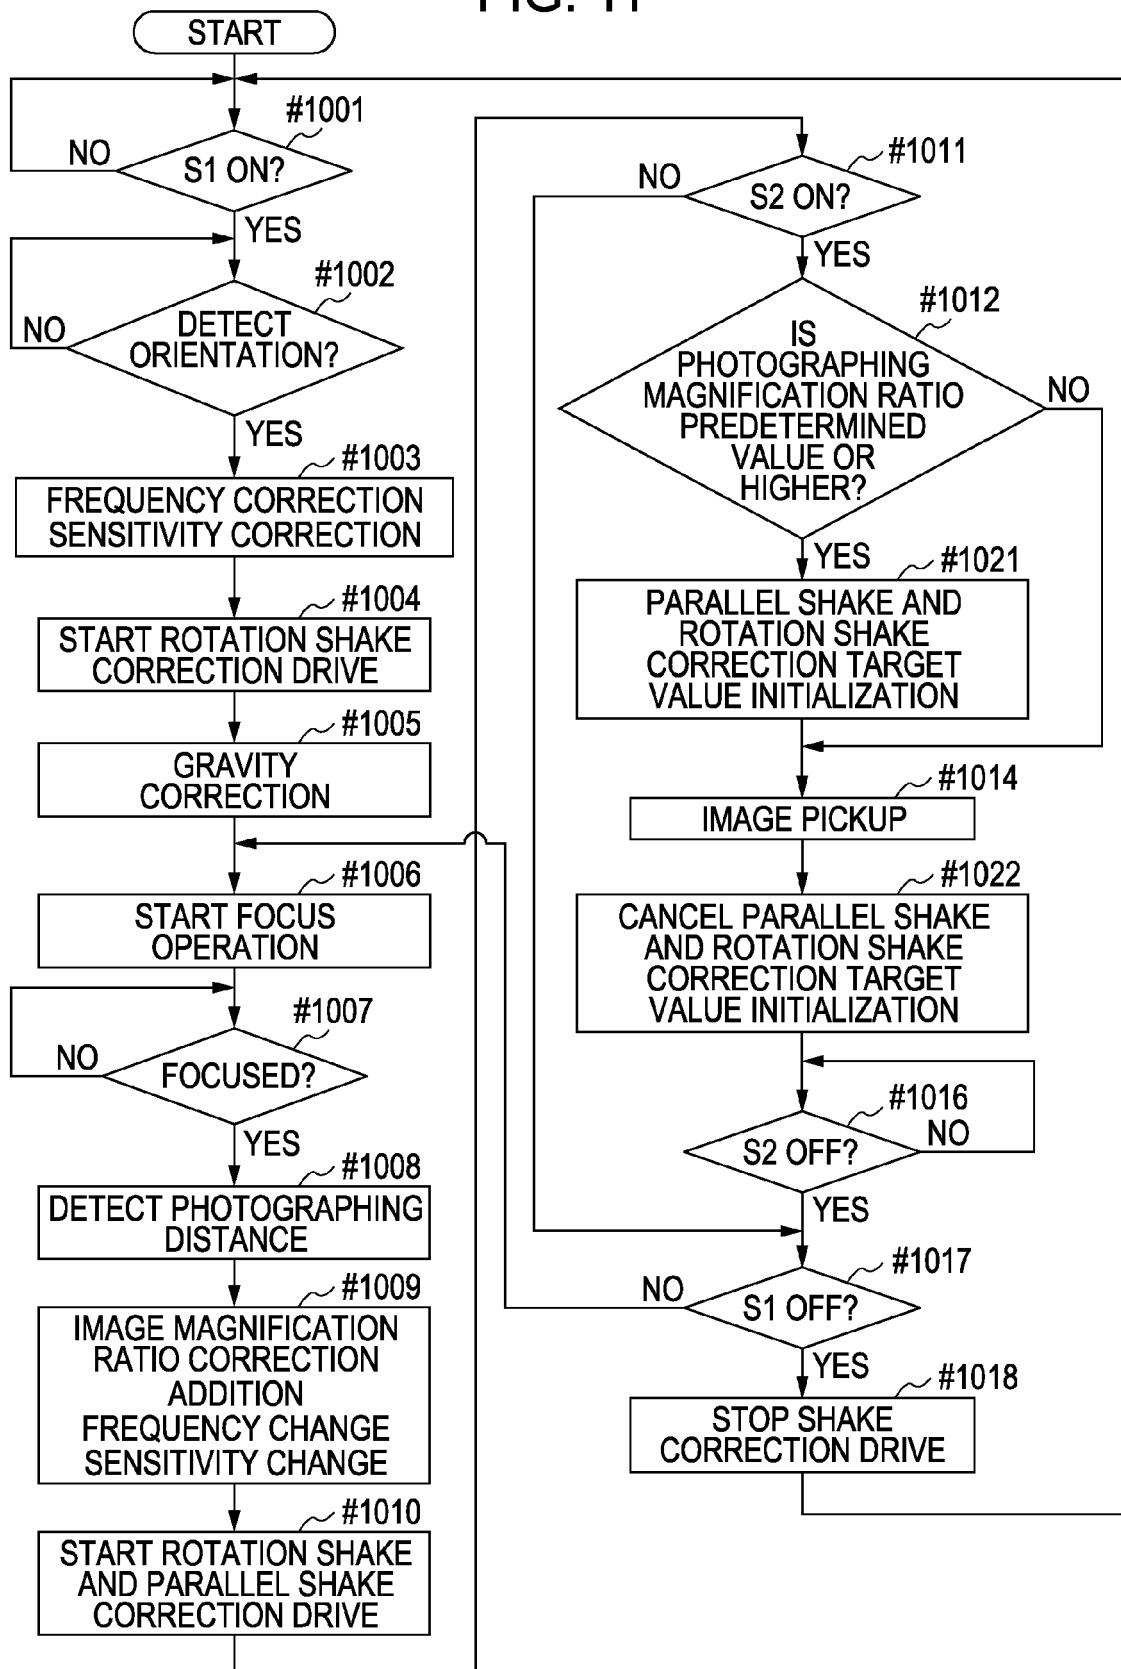 FIG. 11
START
#1001
S1 ON?
NO
YES
#1002
DETECT
ORIENTATION?
NO
YES
#1003
FREQUENCY CORRECTION
SENSITIVITY CORRECTION
#1004
START ROTATION SHAKE
CORRECTION DRIVE
#1005
GRAVITY
CORRECTION
#1006
START FOCUS
OPERATION
#1007
FOCUSED?
NO
YES
#1008
DETECT PHOTOGRAPHING
DISTANCE
#1009
IMAGE MAGNIFICATION
RATIO CORRECTION
ADDITION
FREQUENCY CHANGE
SENSITIVITY CHANGE
#1010
START ROTATION SHAKE
AND PARALLEL SHAKE
CORRECTION DRIVE
#1011
S2 ON?
NO
YES
#1012
IS
PHOTOGRAPHING
MAGNIFICATION RATIO
PREDETERMINED
VALUE OR
HIGHER?
NO
YES
#1021
PARALLEL SHAKE AND
ROTATION SHAKE
CORRECTION TARGET
VALUE INITIALIZATION
#1014
IMAGE PICKUP
#1022
CANCEL PARALLEL SHAKE
AND ROTATION SHAKE
CORRECTION TARGET
VALUE INITIALIZATION
#1016
S2 OFF?
NO
YES
#1017
S1 OFF?
NO
YES
#1018
STOP SHAKE
CORRECTION DRIVE